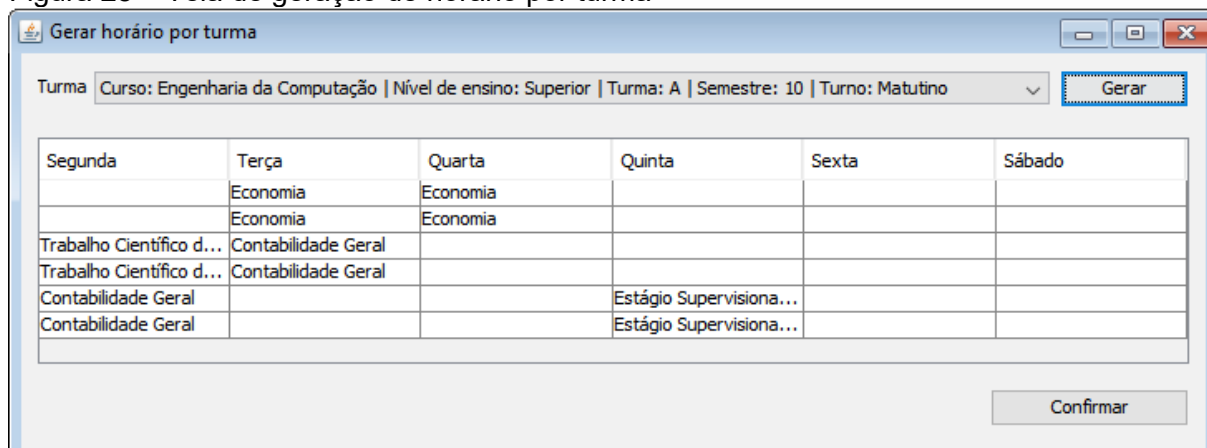 Gerar horário por turma
Turma Curso: Engenharia da Computação | Nível de ensino: Superior | Turma: A | Semestre: 10 | Turno: Matutino Gerar
Segunda Terça Quarta Quinta Sexta Sábado
Economia Economia
Economia Economia
Trabalho Científico d... Contabilidade Geral
Trabalho Científico d... Contabilidade Geral
Contabilidade Geral Estágio Supervisiona...
Contabilidade Geral Estágio Supervisiona...
Confirmar